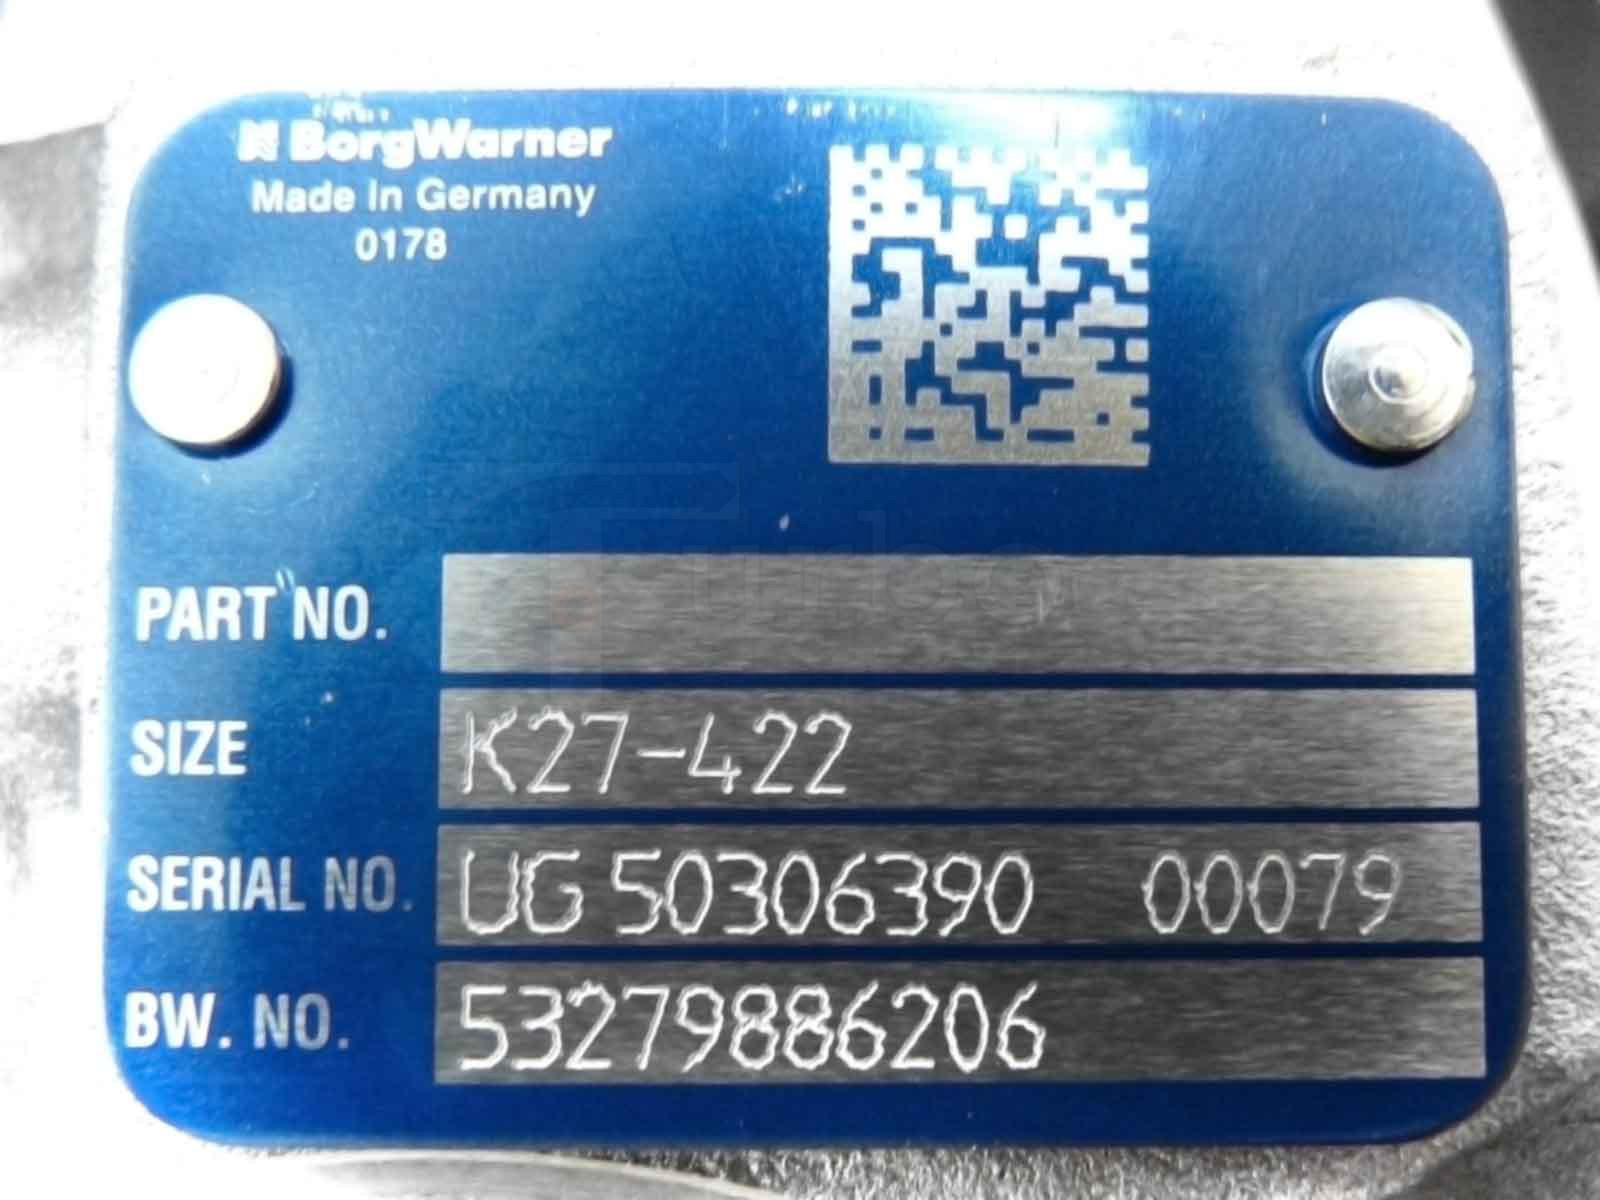 BorgWarner
Made in Germany
0178
PART NO.
SIZE K27-422
SERIAL NO. UG 50306390 00079
BW. NO. 53279886206